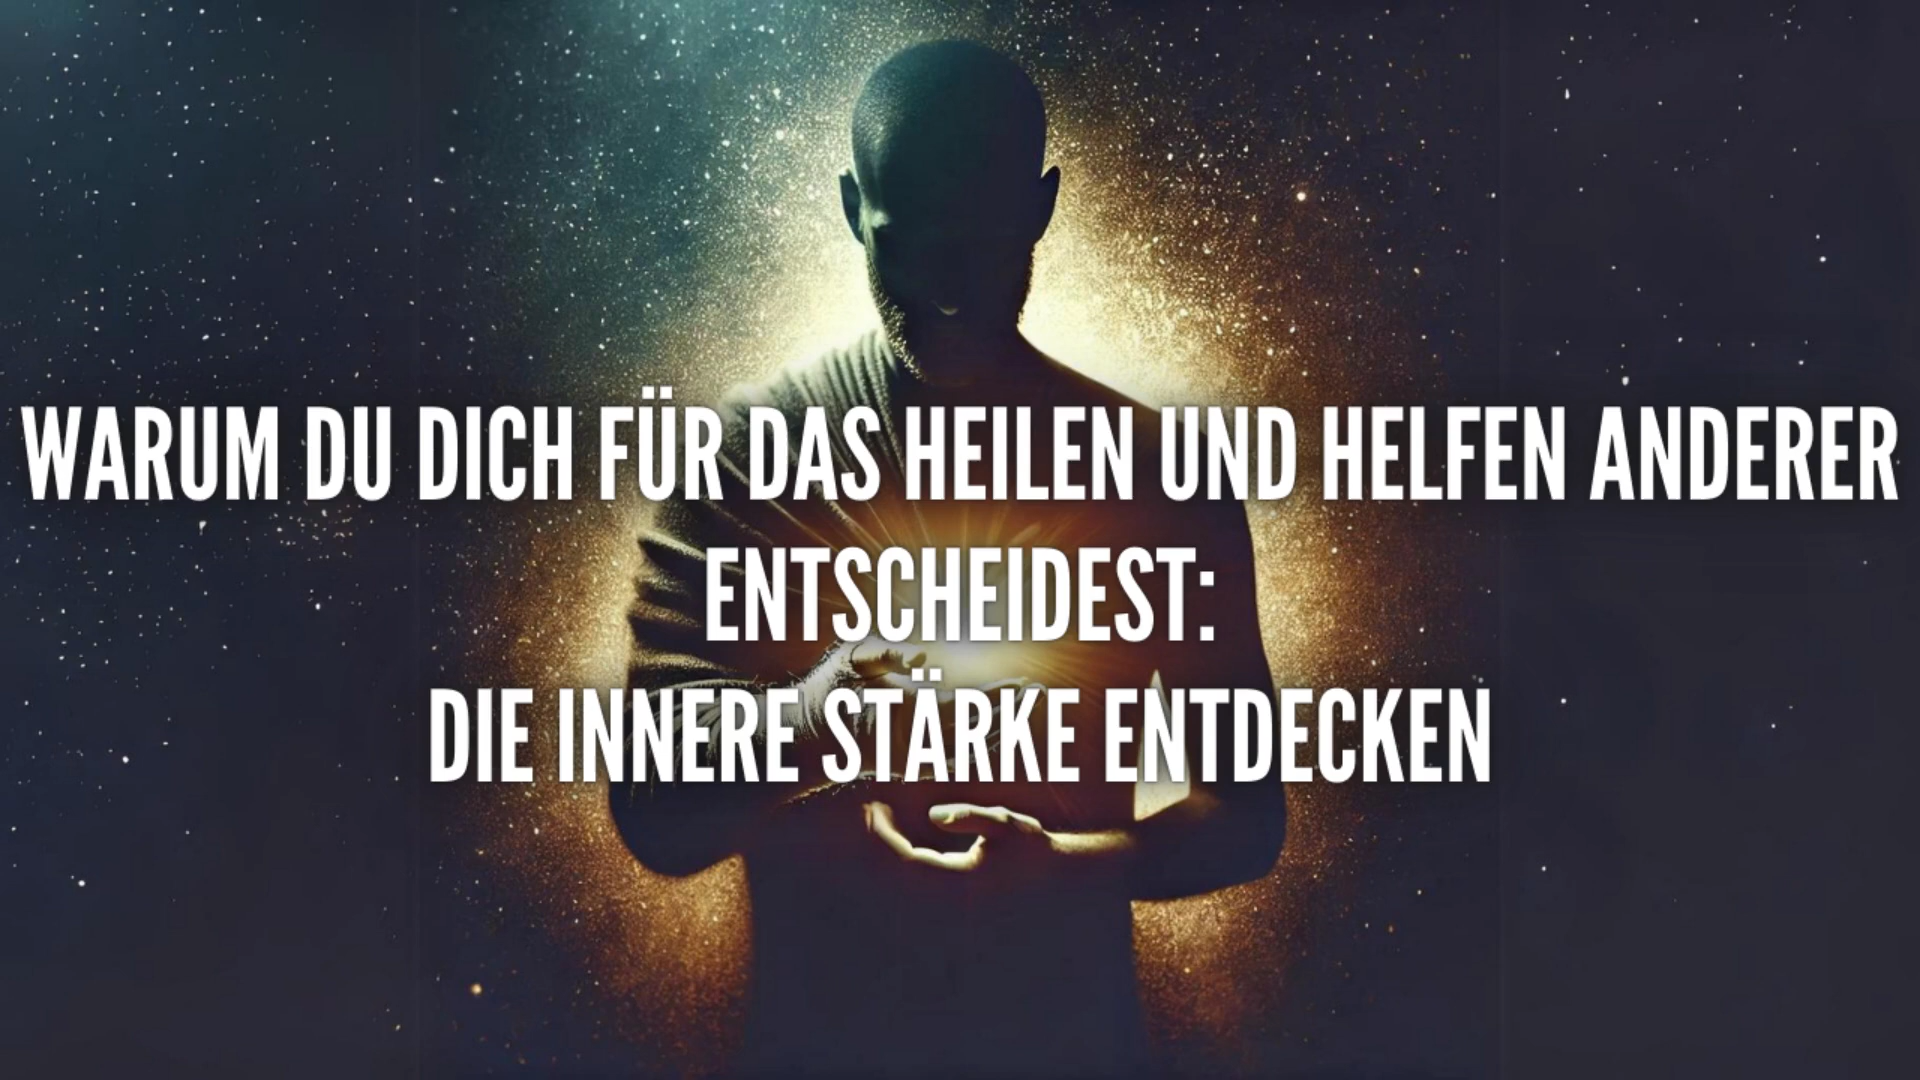 WARUM DU DICH FÜR DAS HEILEN UND HELFEN ANDERER
ENTSCHEIDEST:
DIE INNERE STÄRKE ENTDECKEN